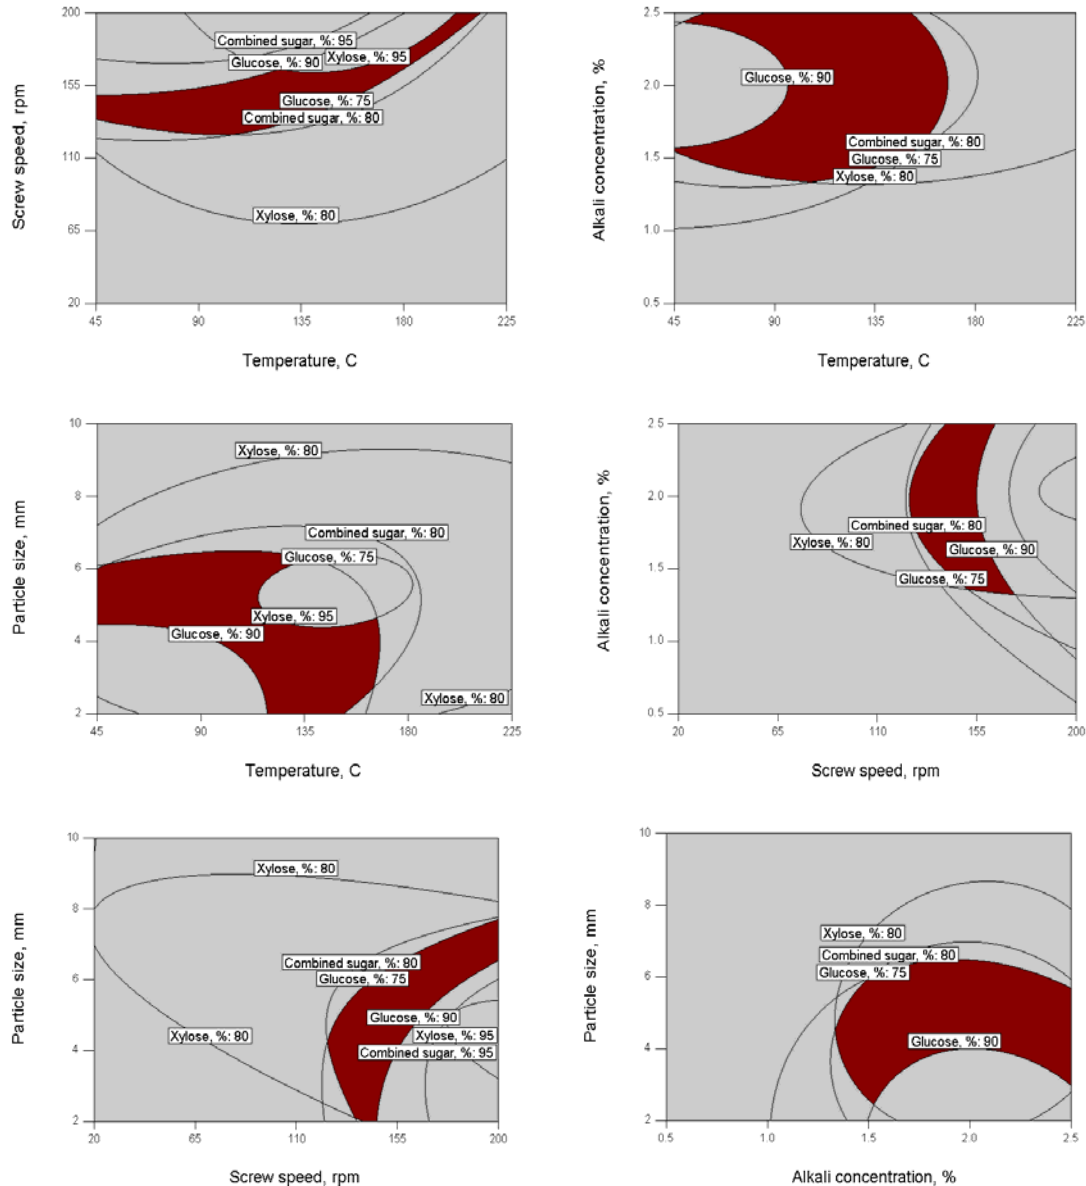 200
Combined sugar, %: 95
Glucose, %: 90
Xylose, %: 95
155
Glucose, %: 75
Combined sugar, %: 80
110
Xylose, %: 80
65
20
45
90
135
180
225
Screw speed, rpm
Temperature, C
2.5
Glucose, %: 90
2.0
Combined sugar, %: 80
1.5
Glucose, %: 75
Xylose, %: 80
1.0
0.5
45
90
135
180
225
Alkali concentration, %
Temperature, C
10
Xylose, %: 80
8
Combined sugar, %: 80
Glucose, %: 75
6
Xylose, %: 95
Glucose, %: 90
4
Xylose, %: 80
2
45
90
135
180
225
Particle size, mm
Temperature, C
2.5
2.0
Combined sugar, %: 80
Xylose, %: 80
Glucose, %: 90
1.5
Glucose, %: 75
1.0
0.5
20
65
110
155
200
Alkali concentration, %
Screw speed, rpm
10
Xylose, %: 80
8
Combined sugar, %: 80
6
Glucose, %: 75
Glucose, %: 90
Xylose, %: 80
Xylose, %: 95
4
Combined sugar, %: 95
2
20
65
110
155
200
Particle size, mm
Screw speed, rpm
10
8
Xylose, %: 80
Combined sugar, %: 80
6
Glucose, %: 75
Glucose, %: 90
4
2
0.5
1.0
1.5
2.0
2.5
Particle size, mm
Alkali concentration, %